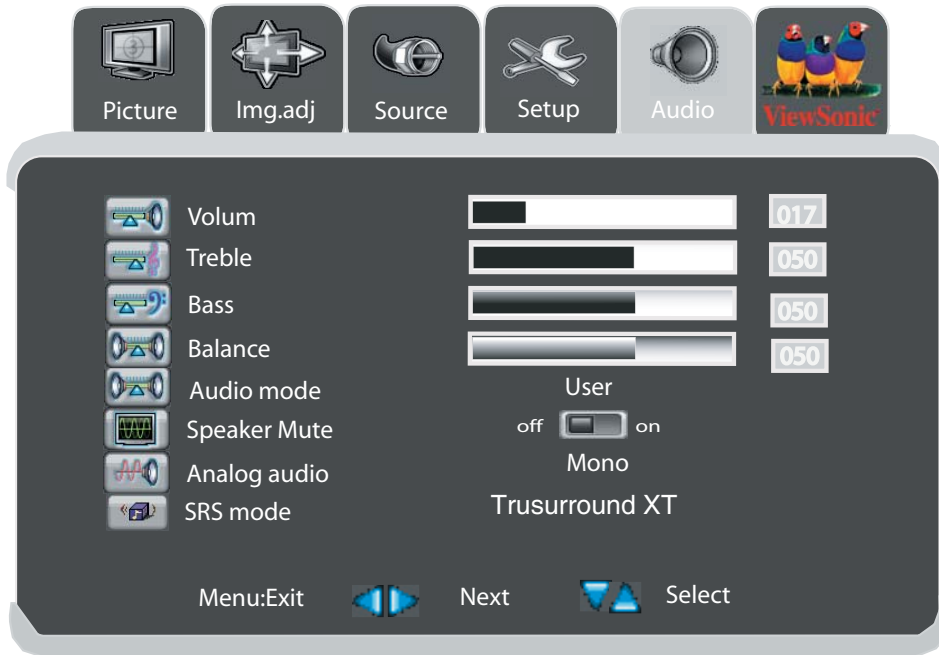 Picture Img.adj Source Setup Audio ViewSonic
Volum 017
Treble 050
Bass 050
Balance 050
Audio mode User
Speaker Mute off on
Analog audio Mono
SRS mode Trusurround XT
Menu:Exit Next Select